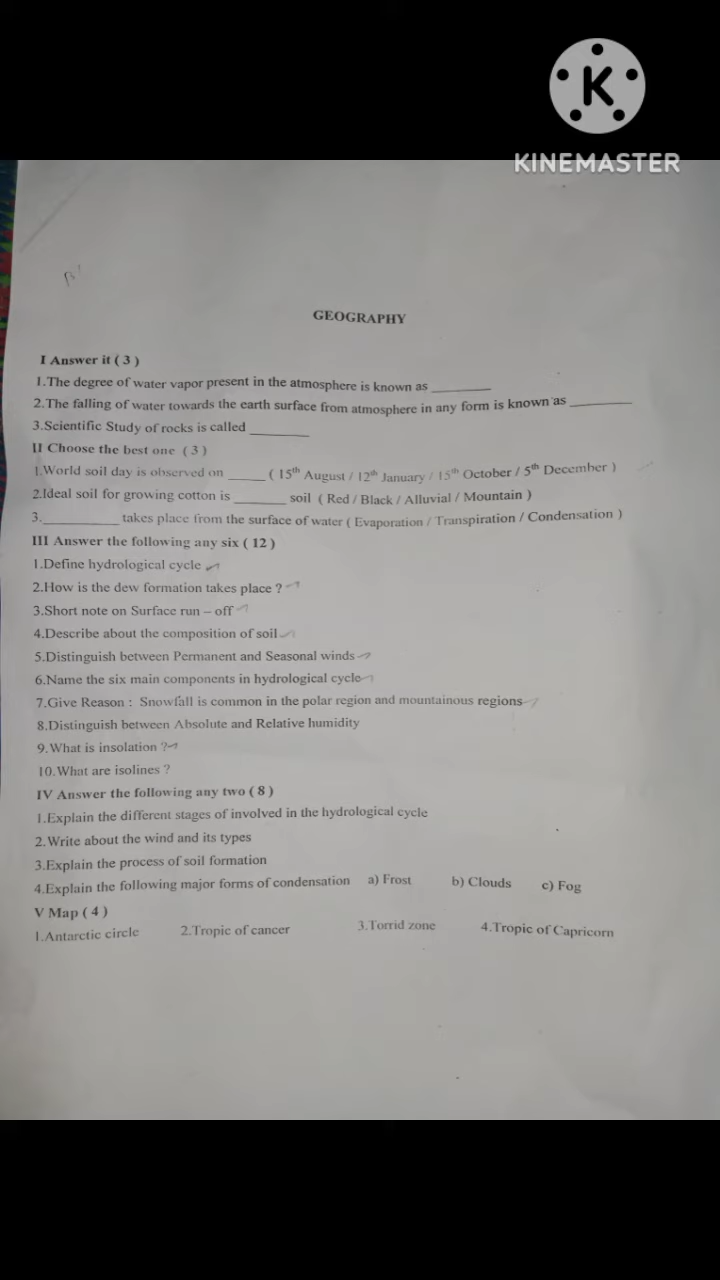 K
KINEMASTER
GEOGRAPHY
I Answer it ( 3 )
1.The degree of water vapor present in the atmosphere is known as ________
2.The falling of water towards the earth surface from atmosphere in any form is known as ________
3.Scientific Study of rocks is called ________
II Choose the best one ( 3 )
1.World soil day is observed on _____ ( 15th August / 12th January / 15th October / 5th December )
2.Ideal soil for growing cotton is _______ soil ( Red / Black / Alluvial / Mountain )
3.__________ takes place from the surface of water ( Evaporation / Transpiration / Condensation )
III Answer the following any six ( 12 )
1.Define hydrological cycle
2.How is the dew formation takes place ?
3.Short note on Surface run – off
4.Describe about the composition of soil
5.Distinguish between Permanent and Seasonal winds
6.Name the six main components in hydrological cycle
7.Give Reason : Snowfall is common in the polar region and mountainous regions
8.Distinguish between Absolute and Relative humidity
9.What is insolation ?
10.What are isolines ?
IV Answer the following any two ( 8 )
1.Explain the different stages of involved in the hydrological cycle
2.Write about the wind and its types
3.Explain the process of soil formation
4.Explain the following major forms of condensation a) Frost b) Clouds c) Fog
V Map ( 4 )
1.Antarctic circle 2.Tropic of cancer 3.Torrid zone 4.Tropic of Capricorn